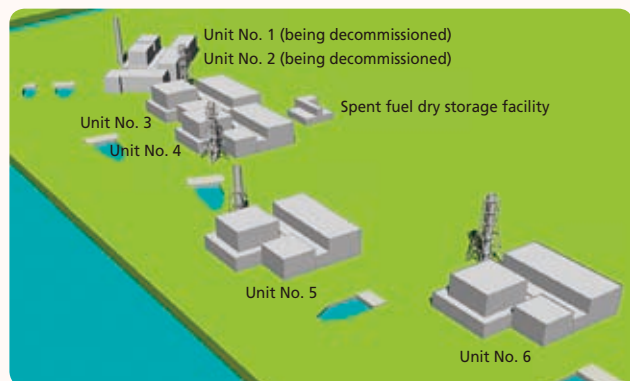 Unit No. 1 (being decommissioned)
Unit No. 2 (being decommissioned)
Spent fuel dry storage facility
Unit No. 3
Unit No. 4
Unit No. 5
Unit No. 6